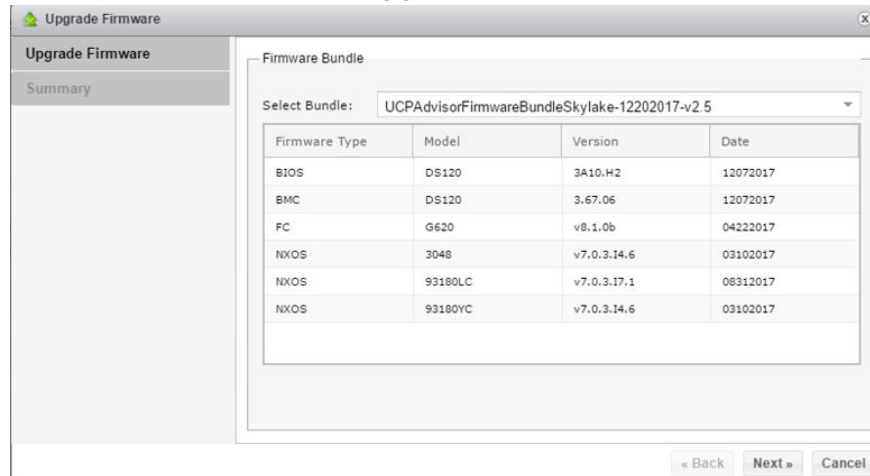 Upgrade Firmware
Upgrade Firmware
Summary
Firmware Bundle
Select Bundle: UCPAdvisorFirmwareBundleSkylake-12202017-v2.5
Firmware Type Model Version Date
BIOS DS120 3A10.H2 12072017
BMC DS120 3.67.06 12072017
FC G620 v8.1.0b 04222017
NXOS 3048 v7.0.3.I4.6 03102017
NXOS 93180LC v7.0.3.I7.1 08312017
NXOS 93180YC v7.0.3.I4.6 03102017
« Back Next » Cancel